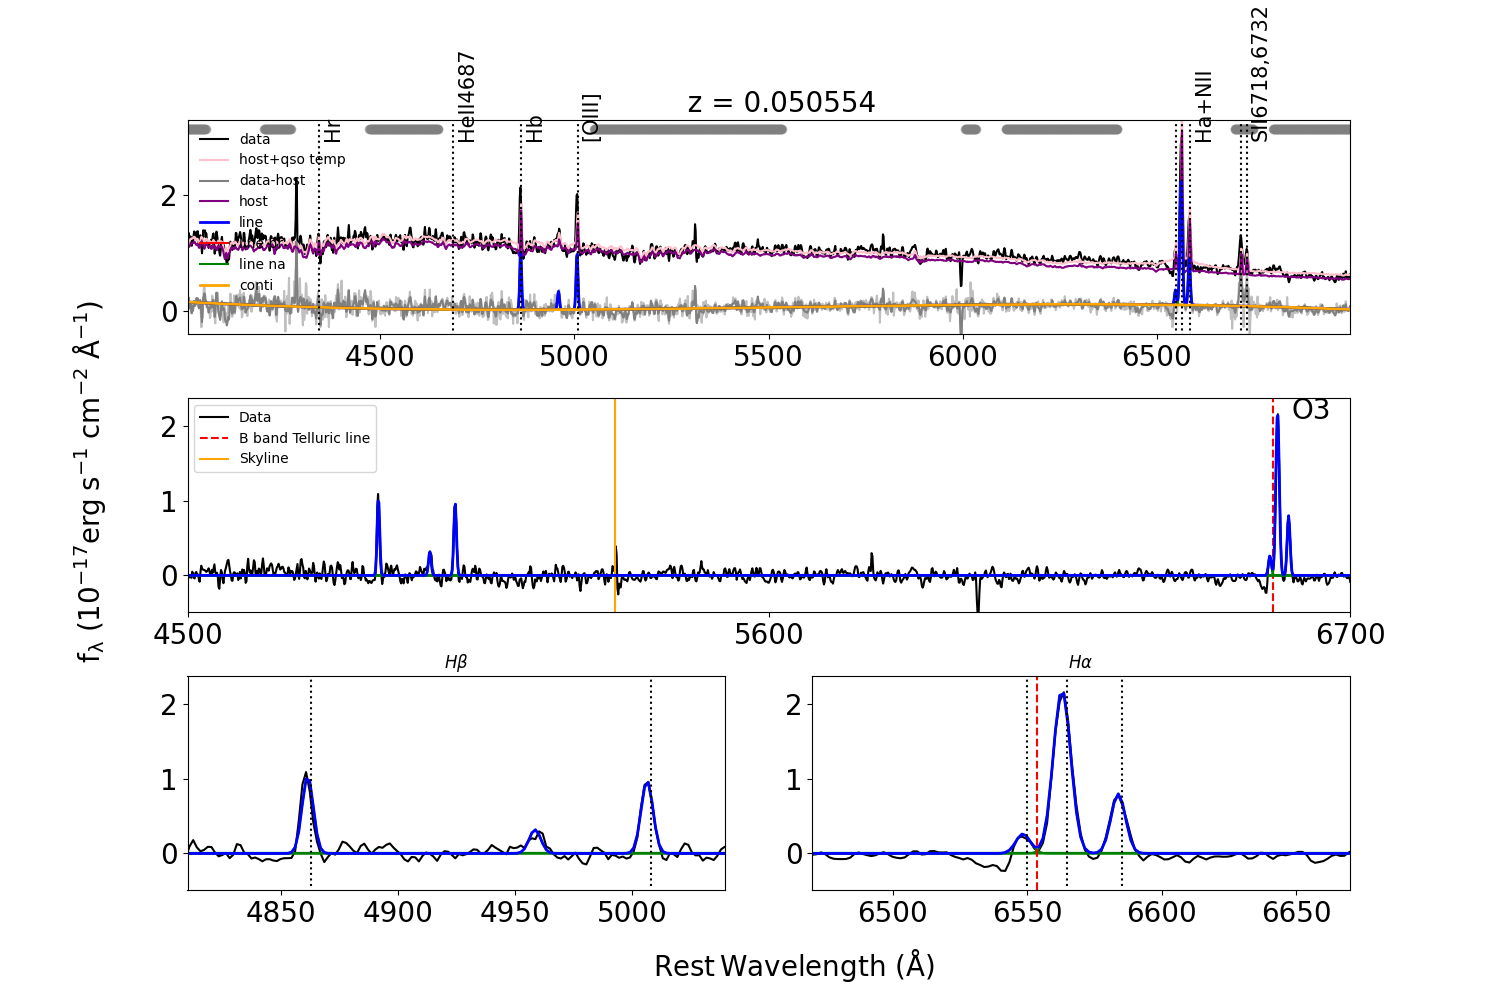 z = 0.050554
Hr
HeII4687
Hb
[OIII]
Ha+NII
SII6718,6732
data
host+qso temp
data-host
host
line
line na
conti
2
0
4500
5000
5500
6000
6500
Data
B band Telluric line
Skyline
O3
2
1
0
4500
5600
6700
fλ (10⁻¹⁷erg s⁻¹ cm⁻² Å⁻¹)
Hβ
2
1
0
4850
4900
4950
5000
Hα
2
1
0
6500
6550
6600
6650
Rest Wavelength (Å)